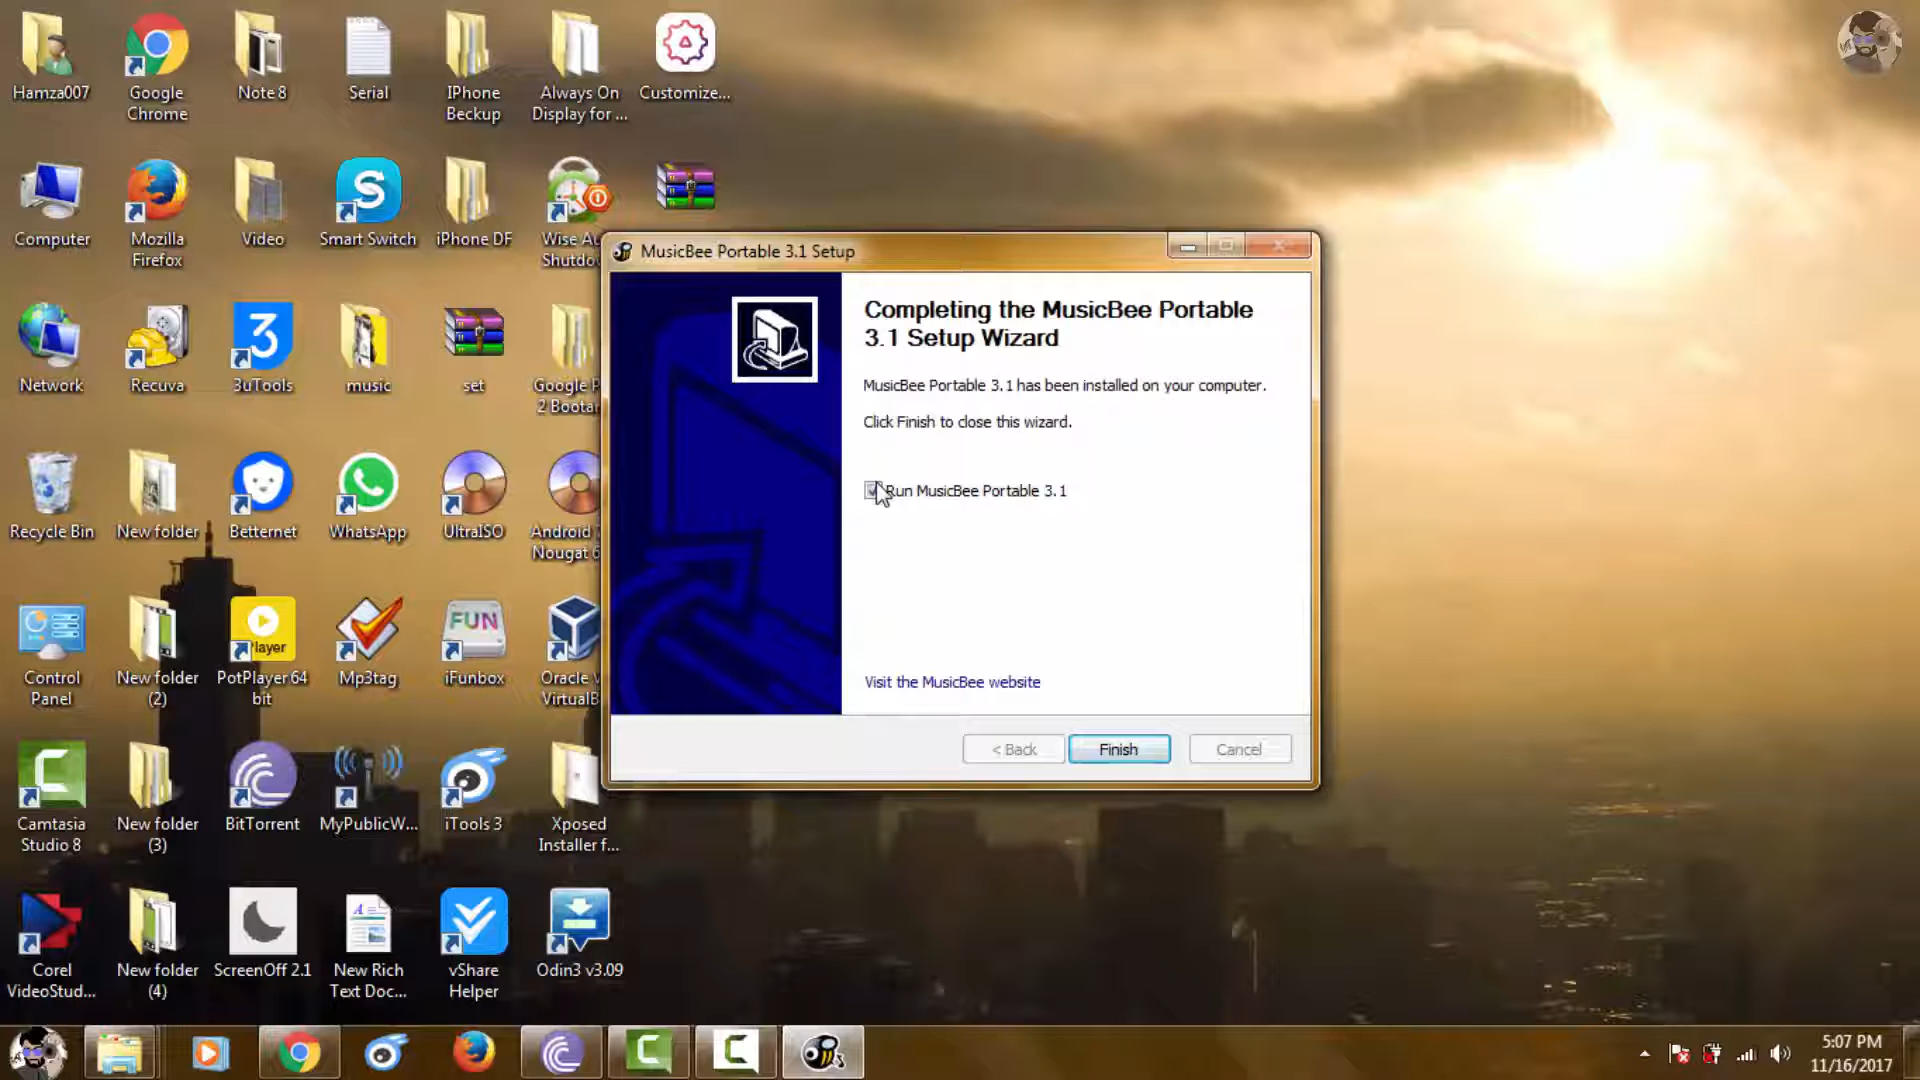 Hamza007
Google
Chrome
Note 8
Serial
IPhone
Backup
Always On
Display for ...
Customize...
Computer
Mozilla
Firefox
Video
Smart Switch
iPhone DF
Wise Au
Shutdo
Network
Recuva
3uTools
music
set
Google P
2 Bootan
Recycle Bin
New folder
Betternet
WhatsApp
UltraISO
Android
Nougat 6
Control
Panel
New folder
(2)
Player
PotPlayer 64
bit
Mp3tag
FUN
iFunbox
Oracle V
VirtualB
Camtasia
Studio 8
New folder
(3)
BitTorrent
MyPublicW...
iTools 3
Xposed
Installer f...
Corel
VideoStud...
New folder
(4)
ScreenOff 2.1
New Rich
Text Doc...
vShare
Helper
Odin3 v3.09
MusicBee Portable 3.1 Setup
Completing the MusicBee Portable
3.1 Setup Wizard
MusicBee Portable 3.1 has been installed on your computer.
Click Finish to close this wizard.
Run MusicBee Portable 3.1
Visit the MusicBee website
< Back
Finish
Cancel
5:07 PM
11/16/2017